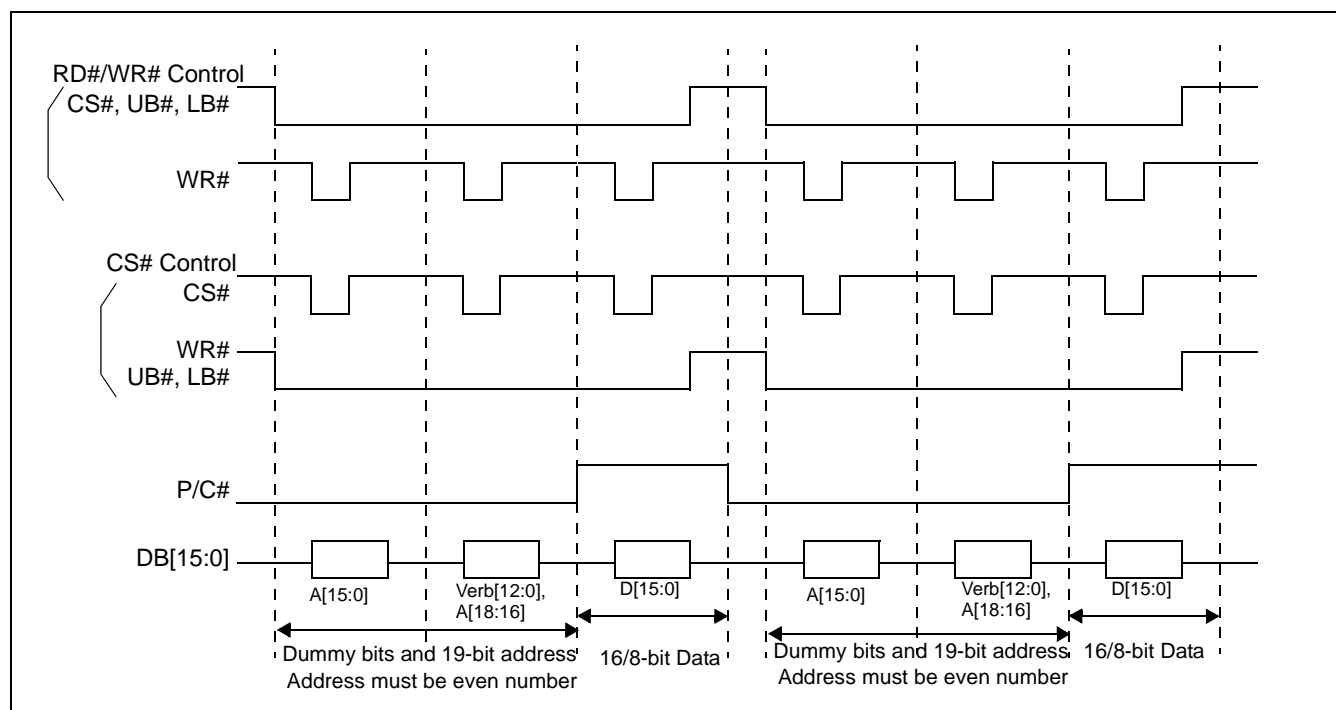 RD#/WR# Control
CS#, UB#, LB#
WR#
CS# Control
CS#
WR#
UB#, LB#
P/C#
DB[15:0]
A[15:0]
Verb[12:0],
A[18:16]
D[15:0]
A[15:0]
Verb[12:0],
A[18:16]
D[15:0]
Dummy bits and 19-bit address
Address must be even number
16/8-bit Data
Dummy bits and 19-bit address
Address must be even number
16/8-bit Data